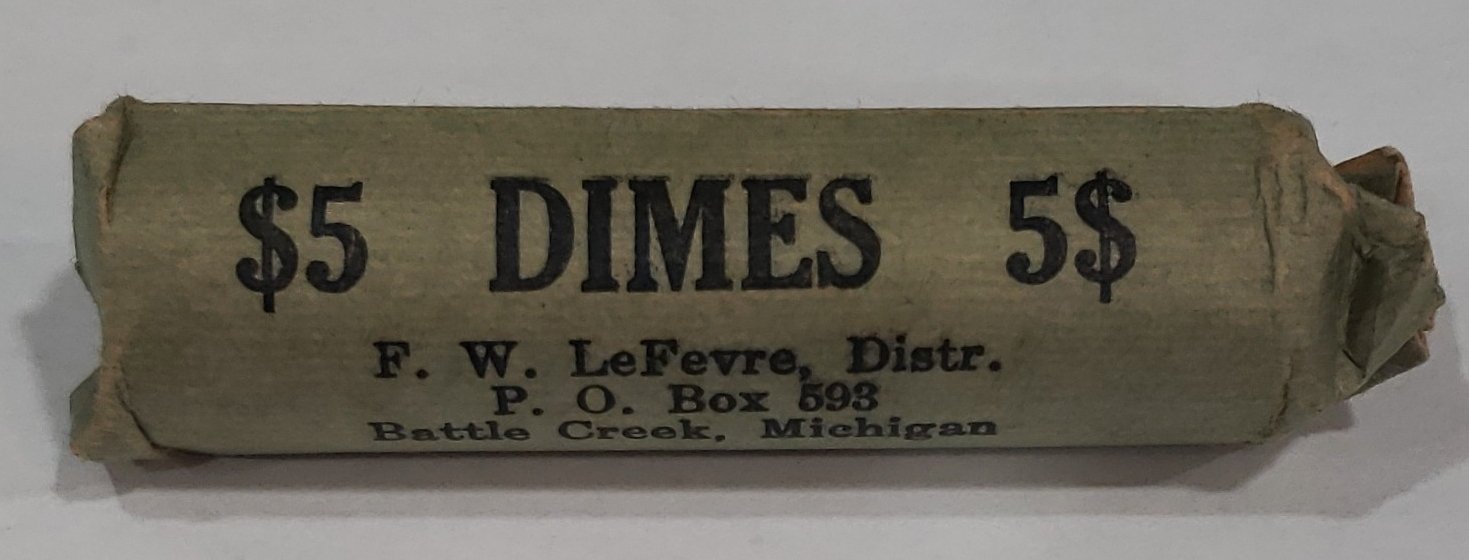 $5 DIMES 5$
F. W. LeFevre, Distr.
P. O. Box 593
Battle Creek, Michigan